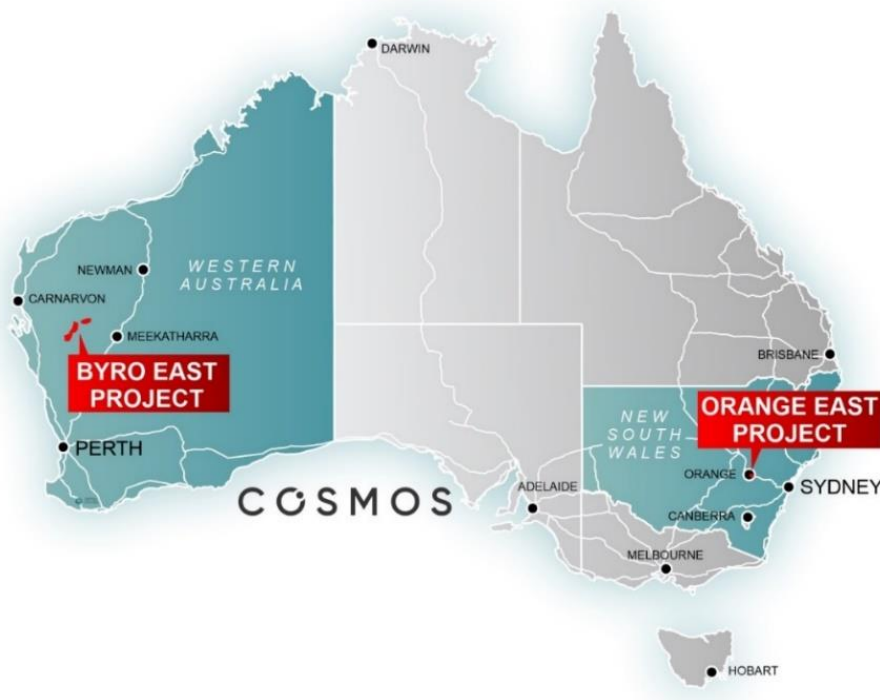 DARWIN
WESTERN
AUSTRALIA
NEWMAN
CARNARVON
MEEKATHARRA
BYRO EAST
PROJECT
PERTH
BRISBANE
NEW
SOUTH
WALES
ORANGE EAST
PROJECT
ORANGE
SYDNEY
ADELAIDE
COSMOS
CANBERRA
MELBOURNE
HOBART